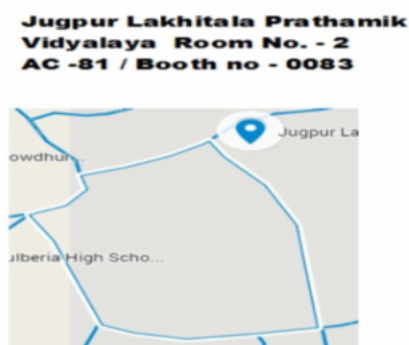 Jugpur Lakhitala Prathamik
Vidyalaya Room No. - 2
AC -81 / Booth no - 0083
Jugpur La
owdhur...
ulberia High Scho...